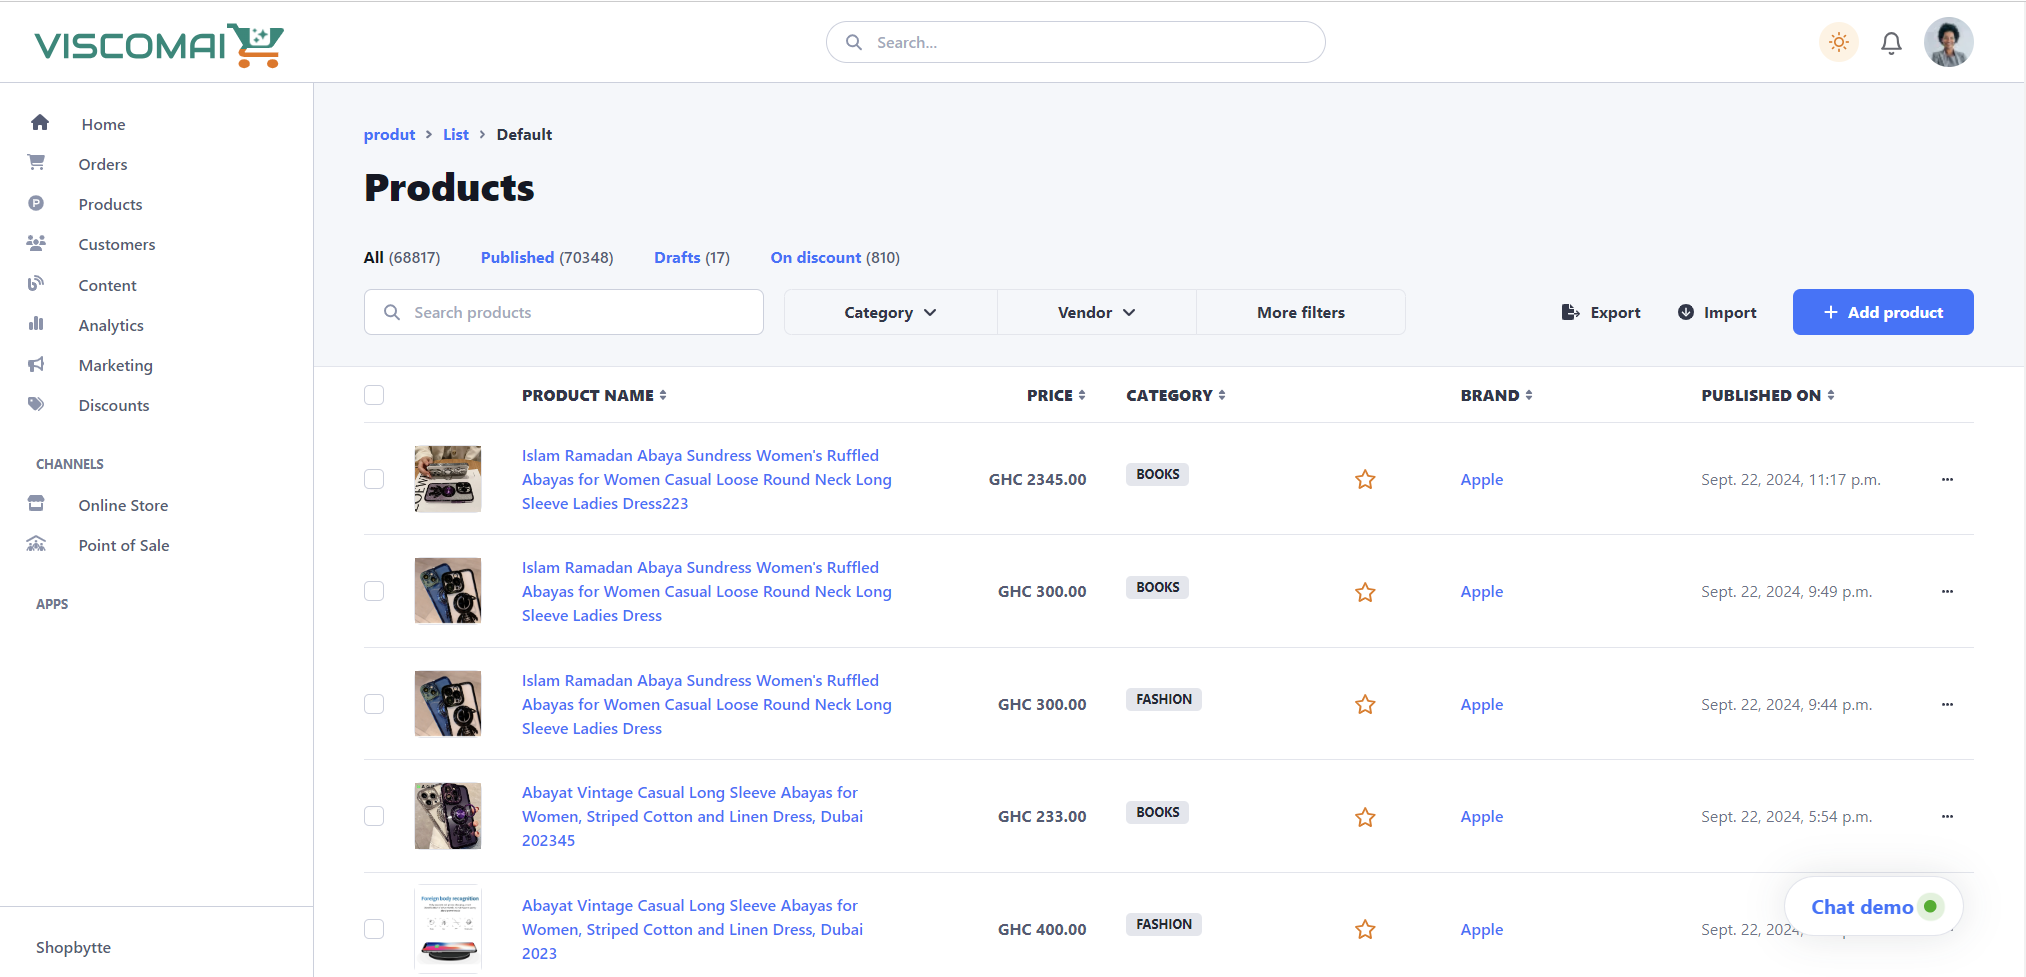 VISCOMAI
Search...
Home
Orders
Products
Customers
Content
Analytics
Marketing
Discounts
CHANNELS
Online Store
Point of Sale
APPS
Shopbytte
produt > List > Default
Products
All (68817) Published (70348) Drafts (17) On discount (810)
Search products Category Vendor More filters Export Import + Add product
PRODUCT NAME PRICE CATEGORY BRAND PUBLISHED ON
Islam Ramadan Abaya Sundress Women's Ruffled
Abayas for Women Casual Loose Round Neck Long
Sleeve Ladies Dress223
GHC 2345.00 BOOKS Apple Sept. 22, 2024, 11:17 p.m.
Islam Ramadan Abaya Sundress Women's Ruffled
Abayas for Women Casual Loose Round Neck Long
Sleeve Ladies Dress
GHC 300.00 BOOKS Apple Sept. 22, 2024, 9:49 p.m.
Islam Ramadan Abaya Sundress Women's Ruffled
Abayas for Women Casual Loose Round Neck Long
Sleeve Ladies Dress
GHC 300.00 FASHION Apple Sept. 22, 2024, 9:44 p.m.
Abayat Vintage Casual Long Sleeve Abayas for
Women, Striped Cotton and Linen Dress, Dubai
202345
GHC 233.00 BOOKS Apple Sept. 22, 2024, 5:54 p.m.
Foreign body recognition
Abayat Vintage Casual Long Sleeve Abayas for
Women, Striped Cotton and Linen Dress, Dubai
2023
GHC 400.00 FASHION Apple Sept. 22, 2024,
Chat demo